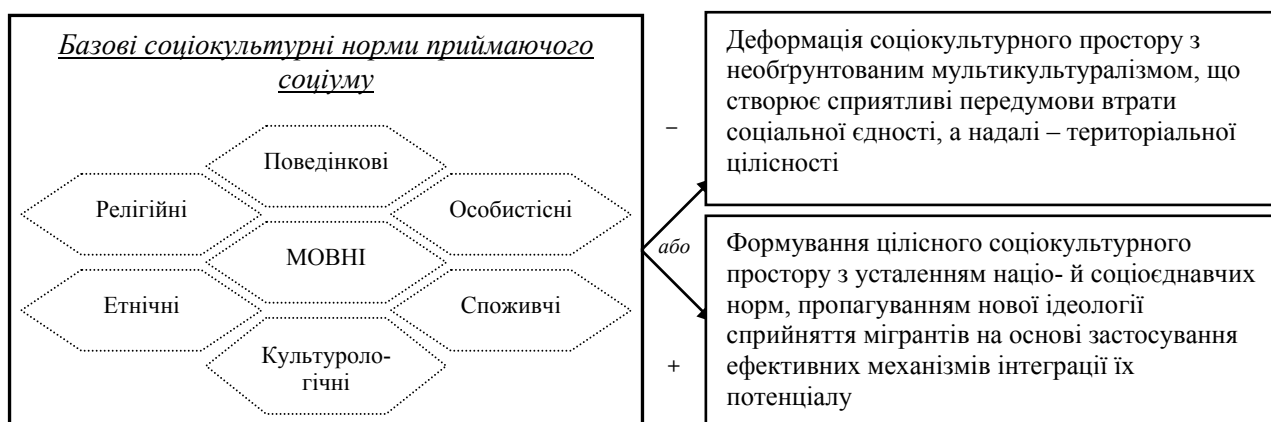 Базові соціокультурні норми приймаючого
соціуму
Поведінкові
Релігійні
Особистісні
МОВНІ
Етнічні
Споживчі
Культуроло-
гічні
–
або
+
Деформація соціокультурного простору з
необґрунтованим мультикультуралізмом, що
створює сприятливі передумови втрати
соціальної єдності, а надалі – територіальної
цілісності
Формування цілісного соціокультурного
простору з усталенням націо- й соціоєднавчих
норм, пропагуванням нової ідеології
сприйняття мігрантів на основі застосування
ефективних механізмів інтеграції їх
потенціалу